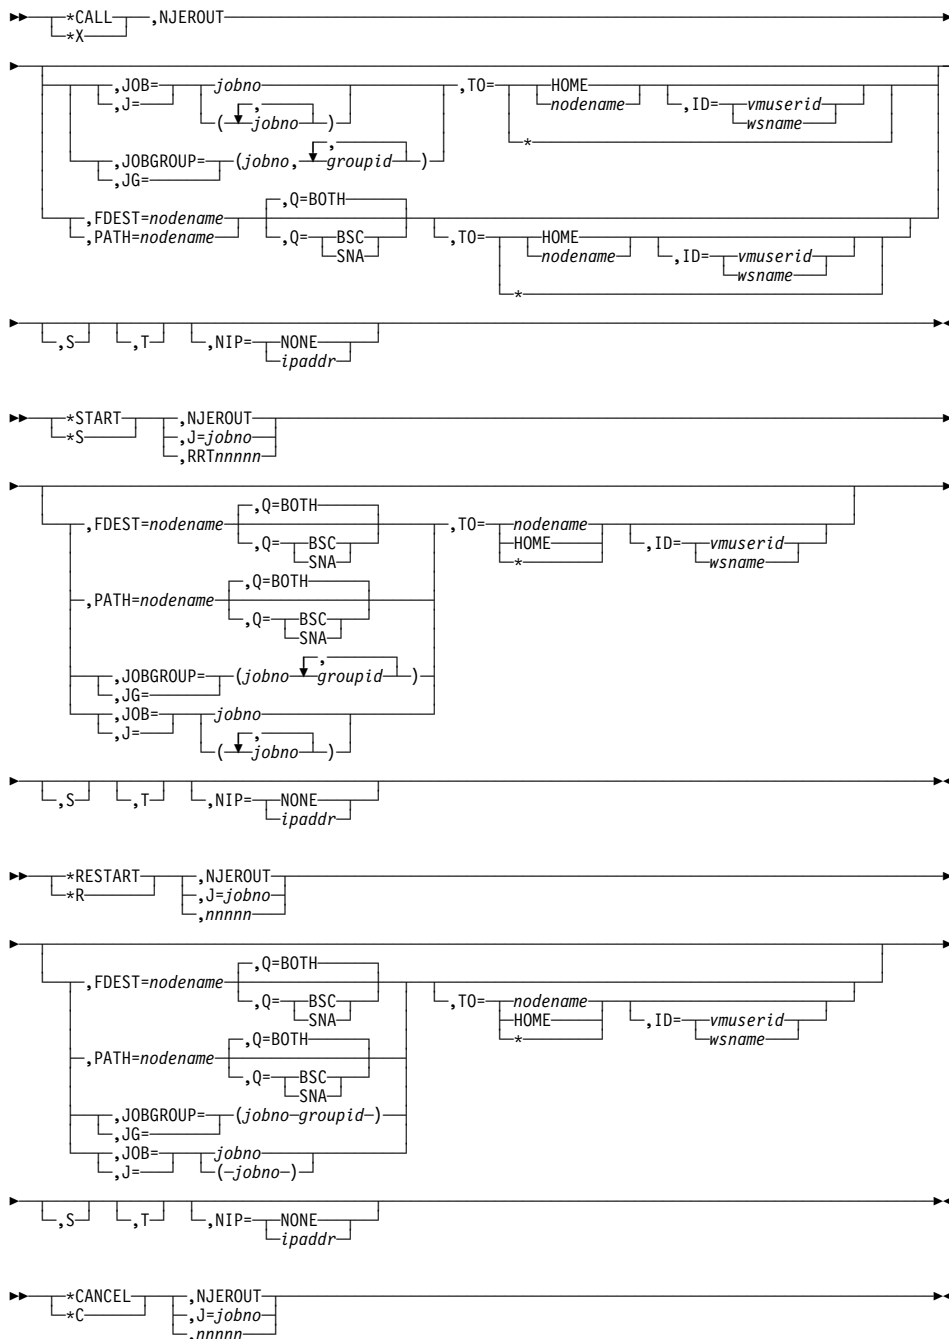 *CALL ,NJEROUT
*X
,JOB= jobno ,TO= HOME
,J= , nodename ,ID= vmuserid
( jobno ) wsname
*
,
,JOBGROUP= (jobno, groupid )
,JG=
,Q=BOTH
,FDEST=nodename
,PATH=nodename ,Q= BSC ,TO= HOME
SNA nodename ,ID= vmuserid
wsname
*
,S ,T ,NIP= NONE
ipaddr
*START ,NJEROUT
*S ,J=jobno
,RRTnnnnn
,Q=BOTH
,FDEST=nodename ,TO= nodename
,Q= BSC HOME ,ID= vmuserid
SNA * wsname
,Q=BOTH
,PATH=nodename
,Q= BSC
SNA
,
,JOBGROUP= (jobno groupid )
,JG=
,JOB= jobno
,J= ,
( jobno )
,S ,T ,NIP= NONE
ipaddr
*RESTART ,NJEROUT
*R ,J=jobno
,nnnnn
,Q=BOTH
,FDEST=nodename
,Q= BSC ,TO= nodename
SNA HOME ,ID= vmuserid
* wsname
,Q=BOTH
,PATH=nodename
,Q= BSC
SNA
,JOBGROUP= (jobno groupid )
,JG=
,JOB= jobno
,J= ( jobno )
,S ,T ,NIP= NONE
ipaddr
*CANCEL ,NJEROUT
*C ,J=jobno
,nnnnn